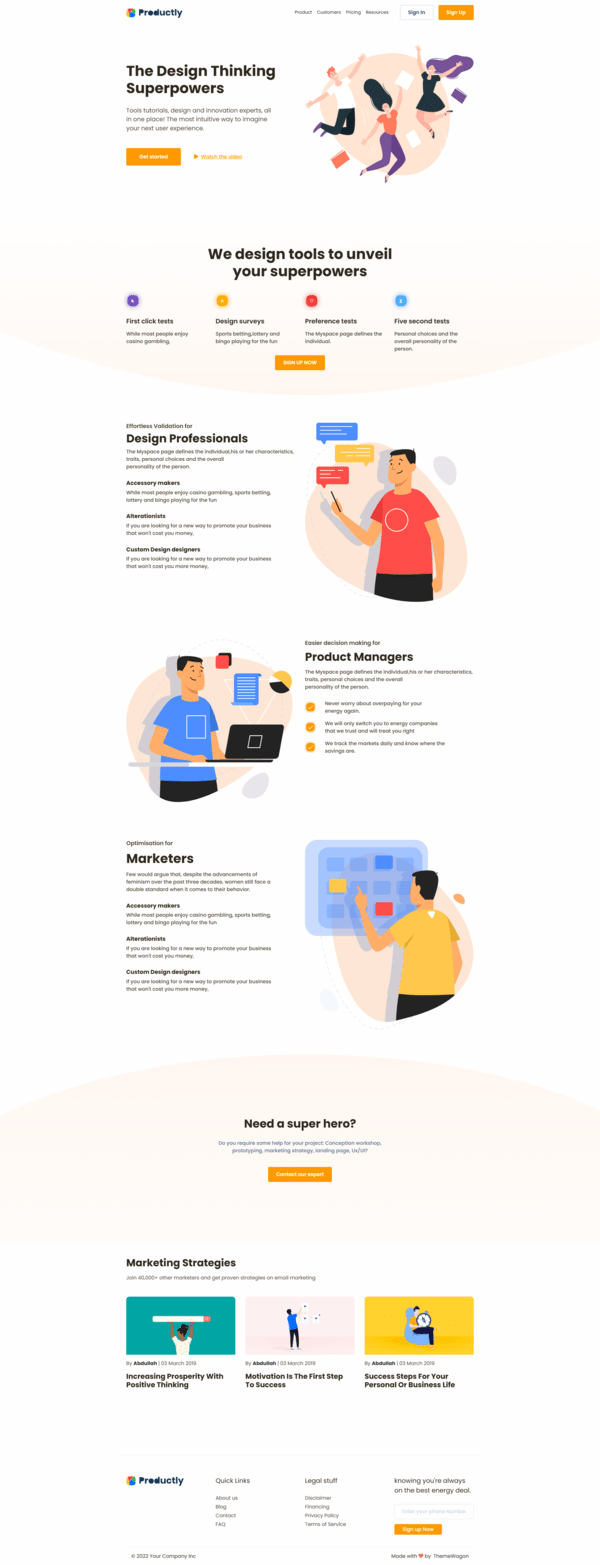 Productly
Product Customers Pricing Resources Sign In Sign Up
The Design Thinking
Superpowers
Tools tutorials, design and innovation experts, all
in one place! The most intuitive way to imagine
your next user experience.
Get started Watch the video
We design tools to unveil
your superpowers
First click tests
While most people enjoy
casino gambling,
Design surveys
Sports betting,lottery and
bingo playing for the fun
Preference tests
The Myspace page defines the
individual.
Five second tests
Personal choices and the
overall personality of the
person.
SIGN UP NOW
Effortless Validation for
Design Professionals
The Myspace page defines the individual,his or her characteristics,
traits, personal choices and the overall
personality of the person.
Accessory makers
While most people enjoy casino gambling, sports betting,
lottery and bingo playing for the fun
Alterationists
If you are looking for a new way to promote your business
that won't cost you money,
Custom Design designers
If you are looking for a new way to promote your business
that won't cost you more money,
Easier decision making for
Product Managers
The Myspace page defines the individual,his or her characteristics,
traits, personal choices and the overall
personality of the person.
Never worry about overpaying for your
energy again.
We will only switch you to energy companies
that we trust and will treat you right
We track the markets daily and know where the
savings are.
Optimisation for
Marketers
Few would argue that, despite the advancements of
feminism over the past three decades, women still face a
double standard when it comes to their behavior.
Accessory makers
While most people enjoy casino gambling, sports betting,
lottery and bingo playing for the fun
Alterationists
If you are looking for a new way to promote your business
that won't cost you money,
Custom Design designers
If you are looking for a new way to promote your business
that won't cost you more money,
Need a super hero?
Do you require some help for your project: Conception workshop,
prototyping, marketing strategy, landing page, Ux/UI?
Contact our expert
Marketing Strategies
Join 40,000+ other marketers and get proven strategies on email marketing
By Abdullah | 03 March 2019
Increasing Prosperity With
Positive Thinking
By Abdullah | 03 March 2019
Motivation Is The First Step
To Success
By Abdullah | 03 March 2019
Success Steps For Your
Personal Or Business Life
Productly
Quick Links
About us
Blog
Contact
FAQ
Legal stuff
Disclaimer
Financing
Privacy Policy
Terms of Service
knowing you're always
on the best energy deal.
Enter your phone Number
Sign up Now
© 2022 Your Company Inc
Made with ❤ by ThemeWagon